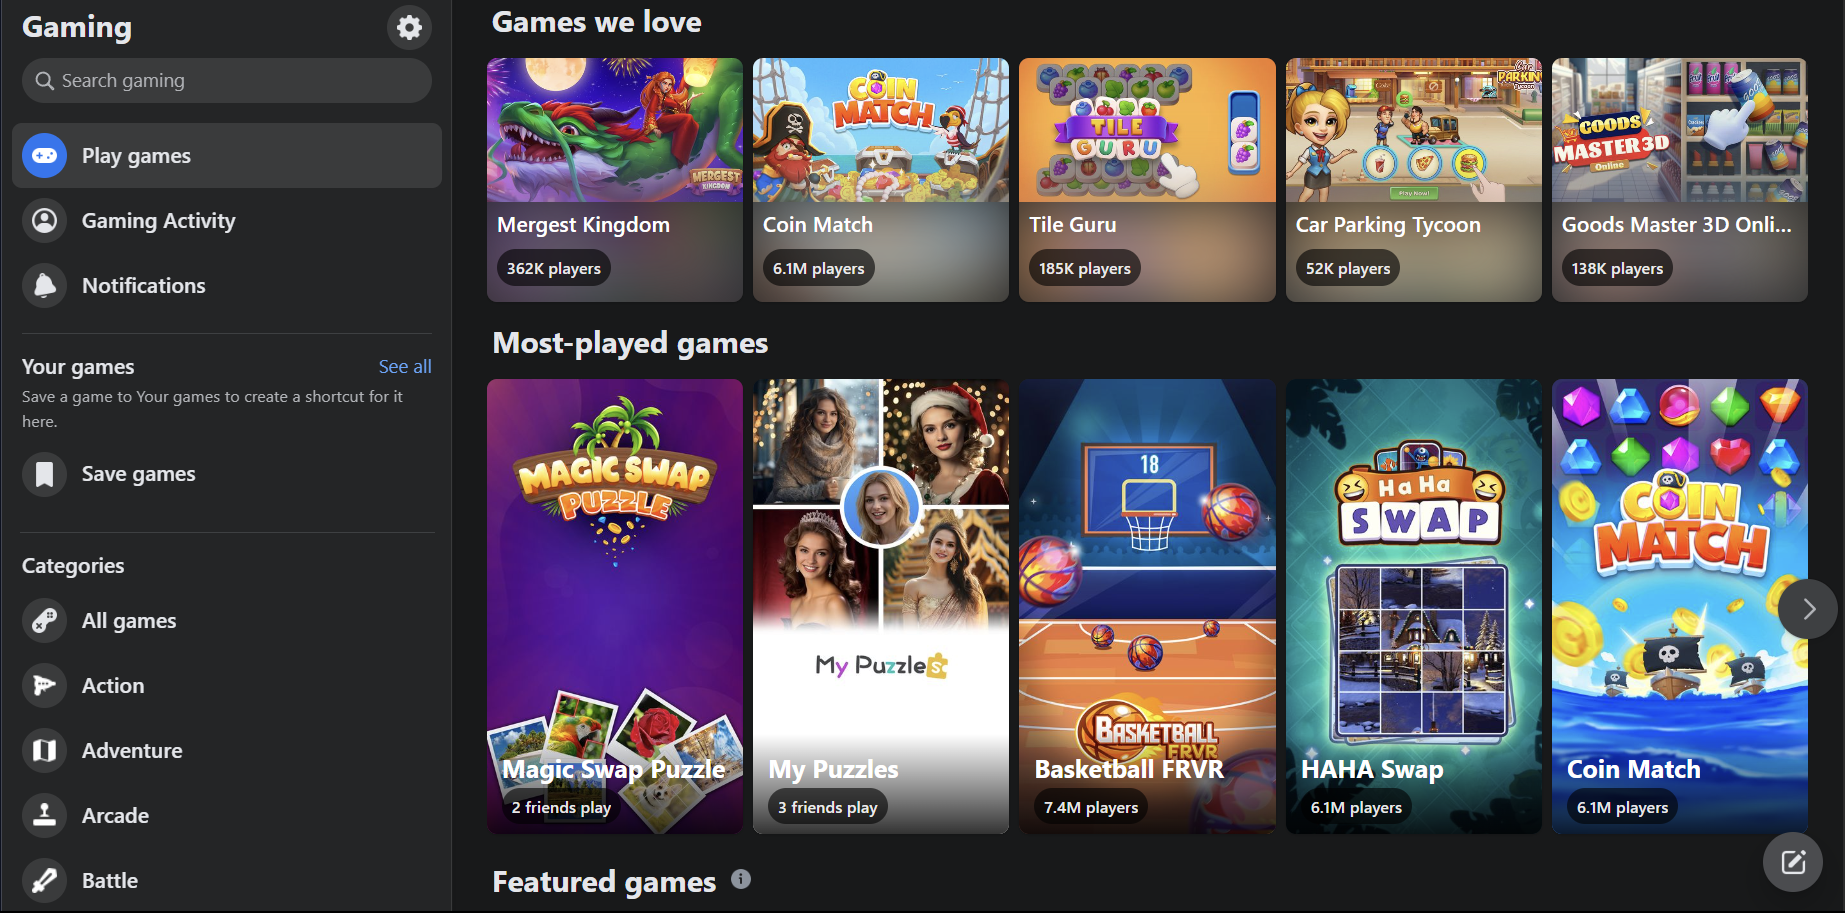 Gaming
Search gaming
Play games
Gaming Activity
Notifications
Your games
See all
Save a game to Your games to create a shortcut for it
here.
Save games
Categories
All games
Action
Adventure
Arcade
Battle
Games we love
MERGEST
KINGDOM
Mergest Kingdom
362K players
COIN
MATCH
Coin Match
6.1M players
TILE
GURU
Tile Guru
185K players
Car
PARKIN
Tycoon
Play Now!
Car Parking Tycoon
52K players
GOODS
MASTER 3D
Online
Goods Master 3D Onli...
138K players
Most-played games
MAGIC SWAP
PUZZLE
Magic Swap Puzzle
2 friends play
My Puzzles
My Puzzles
3 friends play
18
BASKETBALL
FRVR
Basketball FRVR
7.4M players
HaHa
SWAP
HAHA Swap
6.1M players
COIN
MATCH
Coin Match
6.1M players
Featured games